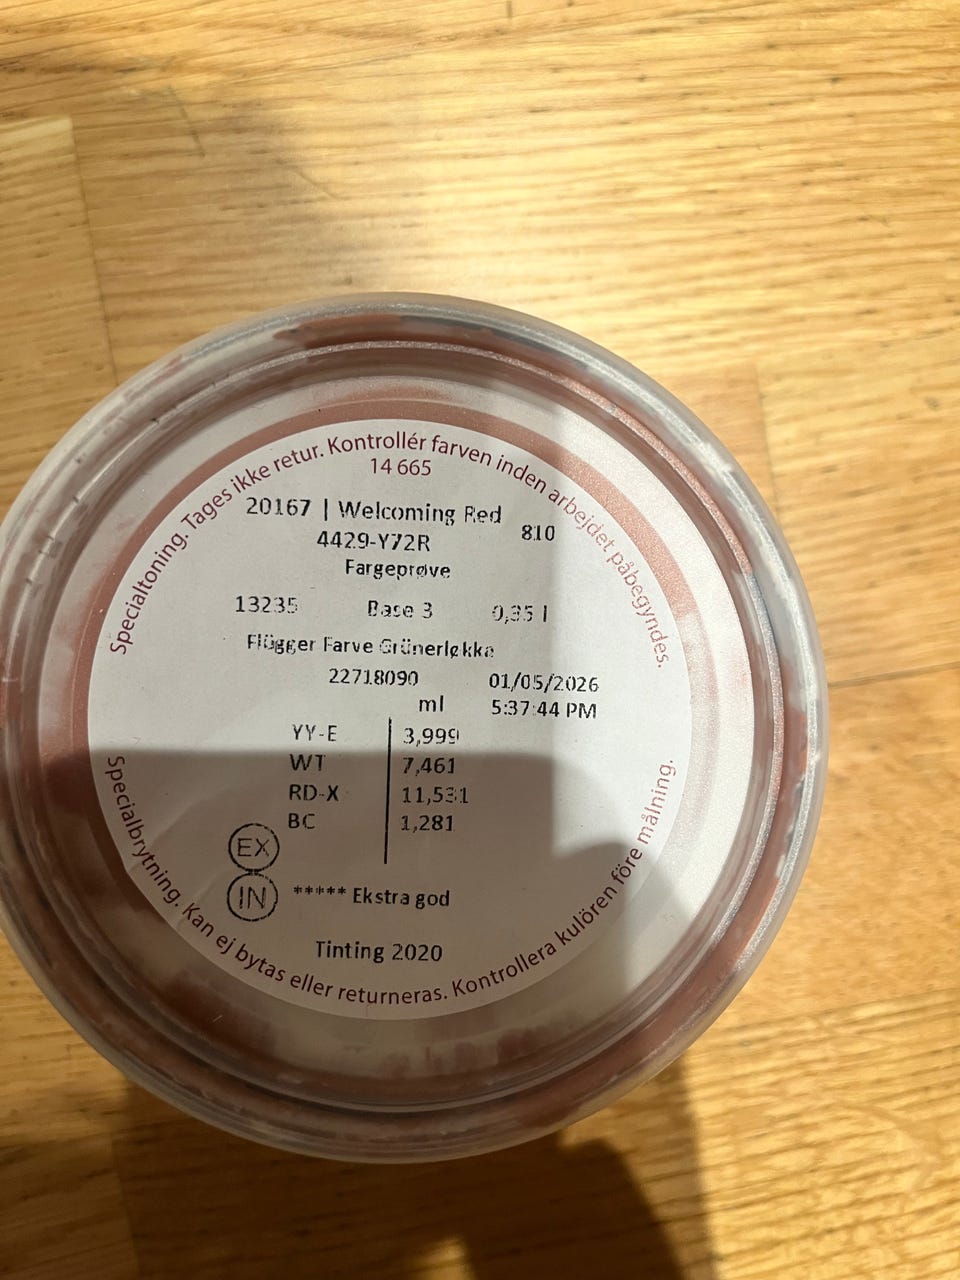 Specialtoning. Tages ikke retur. Kontrollér farven inden arbejdet påbegyndes.
14 665
20167 | Welcoming Red
810
4429-Y72R
Fargeprøve
13235 Base 3 0,35 l
Flügger Farve Grünerløkka
22718090 01/05/2026
ml 5:37:44 PM
YY-E 3,999
WT 7,461
RD-X 11,531
BC 1,281
EX
IN ***** Ekstra god
Tinting 2020
Specialbrytning. Kan ej bytas eller returneras. Kontrollera kulören före målning.